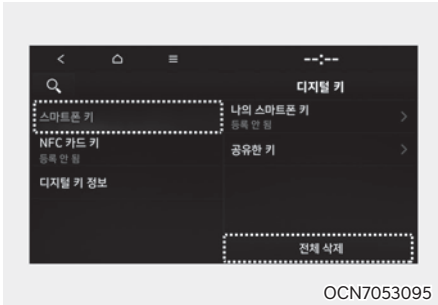 --:--
디지털 키
스마트폰 키
NFC 카드 키
등록 안 됨
디지털 키 정보
나의 스마트폰 키
등록 안 됨
공유한 키
전체 삭제
OCN7053095